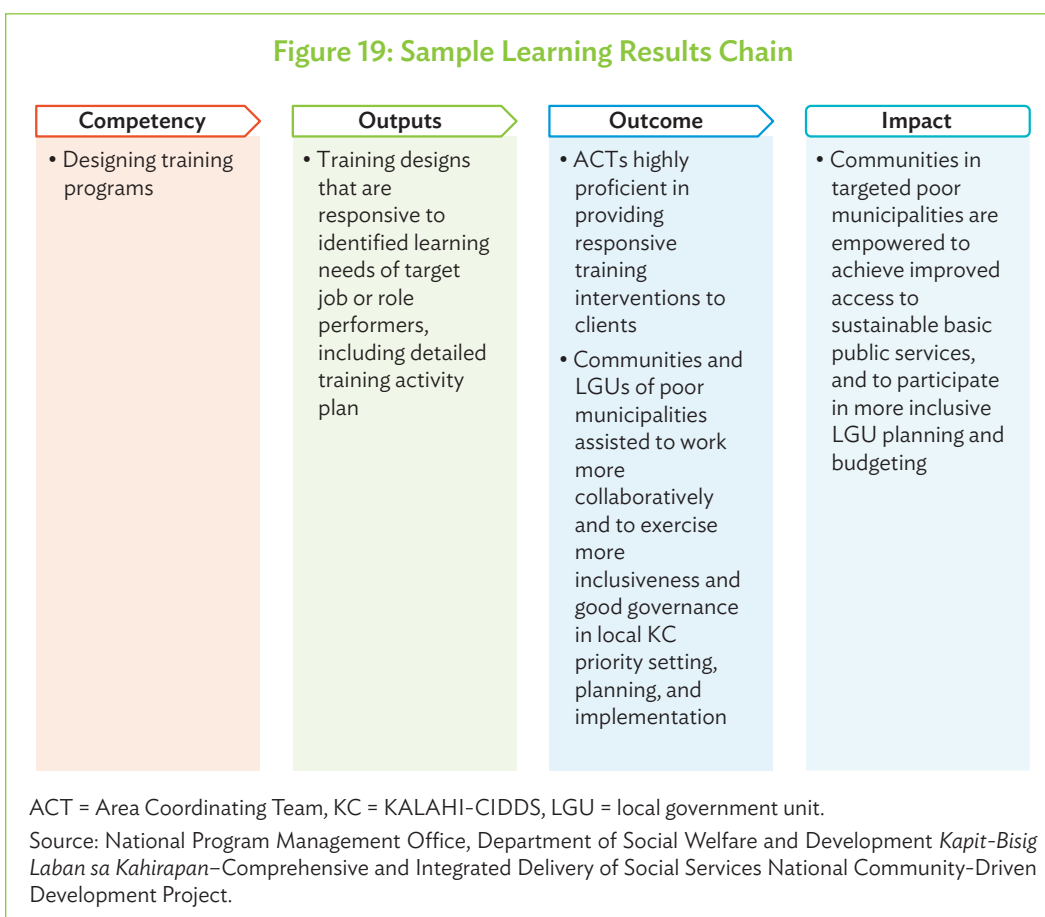 Figure 19: Sample Learning Results Chain
Competency
• Designing training
programs
Outputs
• Training designs
that are
responsive to
identified learning
needs of target
job or role
performers,
including detailed
training activity
plan
Outcome
• ACTs highly
proficient in
providing
responsive
training
interventions to
clients
• Communities and
LGUs of poor
municipalities
assisted to work
more
collaboratively
and to exercise
more
inclusiveness and
good governance
in local KC
priority setting,
planning, and
implementation
Impact
• Communities in
targeted poor
municipalities are
empowered to
achieve improved
access to
sustainable basic
public services,
and to participate
in more inclusive
LGU planning and
budgeting
ACT = Area Coordinating Team, KC = KALAHI-CIDDS, LGU = local government unit.
Source: National Program Management Office, Department of Social Welfare and Development Kapit-Bisig
Laban sa Kahirapan–Comprehensive and Integrated Delivery of Social Services National Community-Driven
Development Project.